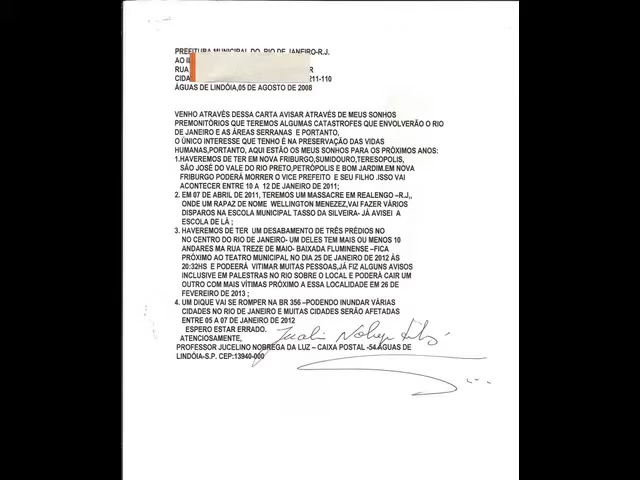 PREFEITURA MUNICIPAL DO RIO DE JANEIRO-R.J.
AO
RUA
CIDA 211-110
ÁGUAS DE LINDÓIA,05 DE AGOSTO DE 2008
VENHO ATRAVÉS DESSA CARTA AVISAR ATRAVÉS DE MEUS SONHOS
PREMONITÓRIOS QUE TEREMOS ALGUMAS CATASTROFES QUE ENVOLVERÃO O RIO
DE JANEIRO E AS ÁREAS SERRANAS E PORTANTO,
O ÚNICO INTERESSE QUE TENHO É NA PRESERVAÇÃO DAS VIDAS
HUMANAS,PORTANTO, AQUI ESTÃO OS MEUS SONHOS PARA OS PRÓXIMOS ANOS:
1.HAVEREMOS DE TER EM NOVA FRIBURGO,SUMIDOURO,TERESOPOLIS,
SÃO JOSÉ DO VALE DO RIO PRETO,PETRÓPOLIS E BOM JARDIM.EM NOVA
FRIBURGO PODERÁ MORRER O VICE PREFEITO E SEU FILHO .ISSO VAI
ACONTECER ENTRE 10 A 12 DE JANEIRO DE 2011;
2. EM 07 DE ABRIL DE 2011, TEREMOS UM MASSACRE EM REALENGO –R.J,,
ONDE UM RAPAZ DE NOME WELLINGTON MENEZEZ,VAI FAZER VÁRIOS
DISPAROS NA ESCOLA MUNICIPAL TASSO DA SILVEIRA- JÁ AVISEI A
ESCOLA DE LÁ ;
3. HAVEREMOS DE TER UM DESABAMENTO DE TRÊS PRÉDIOS NO
NO CENTRO DO RIO DE JANEIRO- UM DELES TEM MAIS OU MENOS 10
ANDARES MA RUA TREZE DE MAIO- BAIXADA FLUMINENSE –FICA
PRÓXIMO AO TEATRO MUNICIPAL NO DIA 25 DE JANEIRO DE 2012 ÀS
20:32HS E PODEERÁ VITIMAR MUITAS PESSOAS,JÁ FIZ ALGUNS AVISOS
INCLUSIVE EM PALESTRAS NO RIO SOBRE O LOCAL E PODERÁ CAIR UM
OUTRO COM MAIS VÍTIMAS PRÓXIMO A ESSA LOCALIDADE EM 26 DE
FEVEREIRO DE 2013 ;
4. UM DIQUE VAI SE ROMPER NA BR 356 –PODENDO INUNDAR VÁRIAS
CIDADES NO RIO DE JANEIRO E MUITAS CIDADES SERÃO AFETADAS
ENTRE 05 A 07 DE JANEIRO DE 2012
ESPERO ESTAR ERRADO.
ATENCIOSAMENTE,
PROFESSOR JUCELINO NOBREGA DA LUZ – CAIXA POSTAL -54-ÁGUAS DE
LINDÓIA-S.P. CEP:13940-000